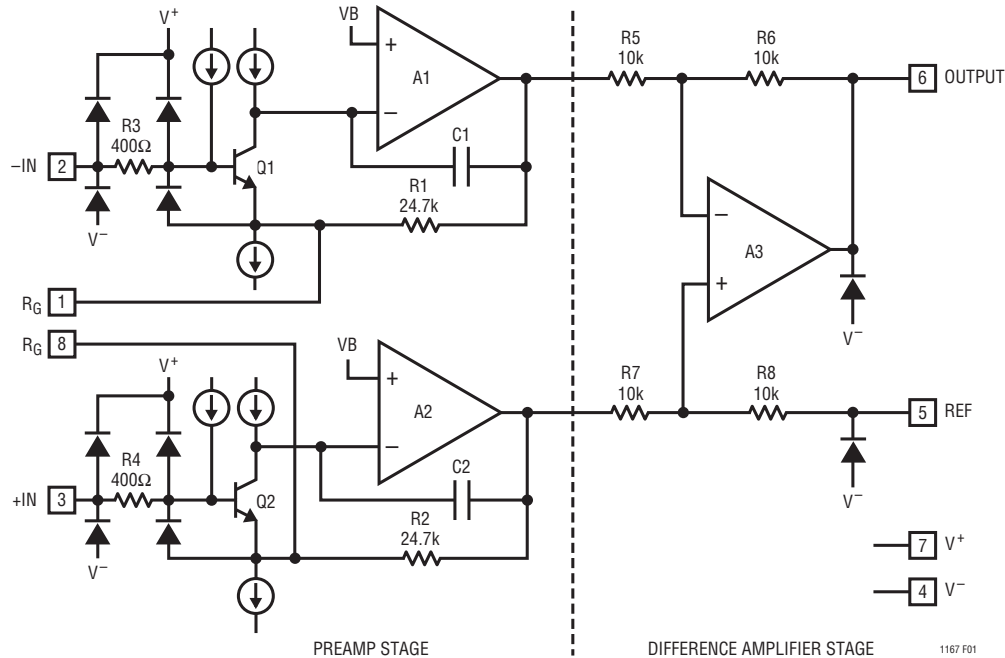 V+
VB
+
A1
−
R5
10k
R6
10k
6 OUTPUT
R3
400Ω
C1
−IN 2
Q1
R1
24.7k
V−
−
A3
+
RG 1
RG 8
V−
V+
VB
+
A2
−
R7
10k
R8
10k
5 REF
R4
400Ω
C2
+IN 3
Q2
R2
24.7k
V−
V−
7 V+
4 V−
PREAMP STAGE
DIFFERENCE AMPLIFIER STAGE
1167 F01